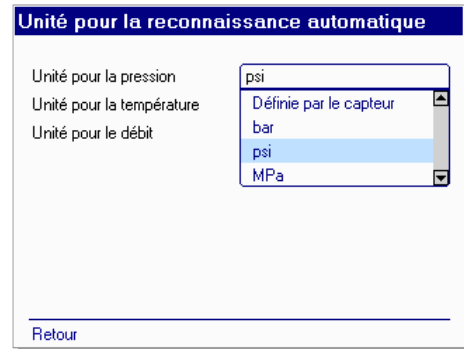 Unité pour la reconnaissance automatique
Unité pour la pression
psi
Unité pour la température
Définie par le capteur
Unité pour le débit
bar
psi
MPa
Retour